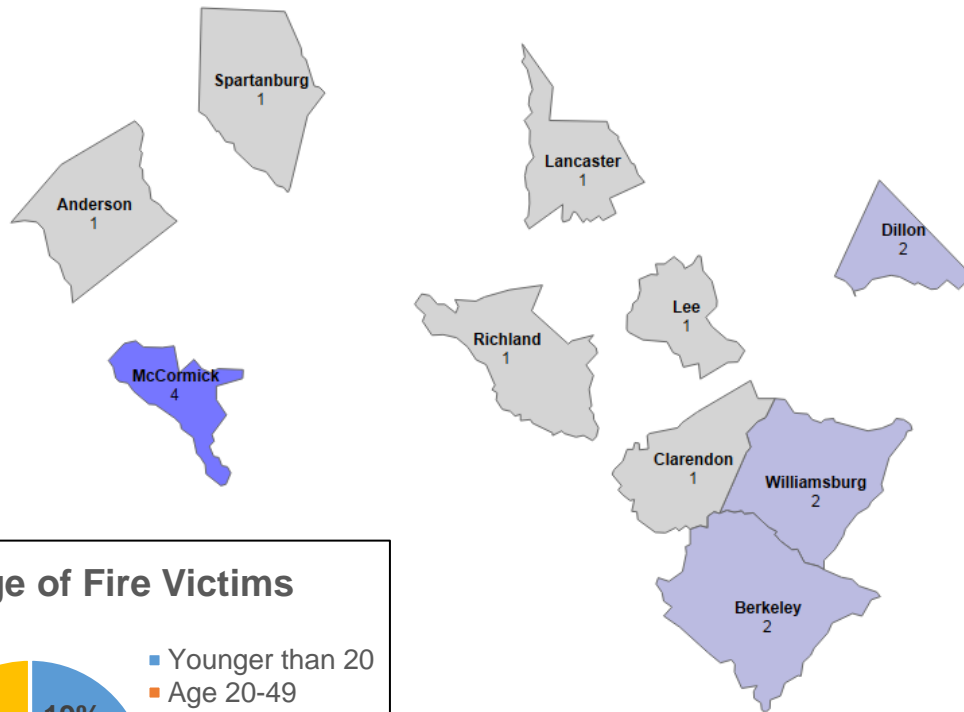 Spartanburg
1
Lancaster
1
Anderson
1
Dillon
2
Lee
1
Richland
1
McCormick
4
Clarendon
1
Williamsburg
2
Berkeley
2
ge of Fire Victims
Younger than 20
Age 20-49
19%